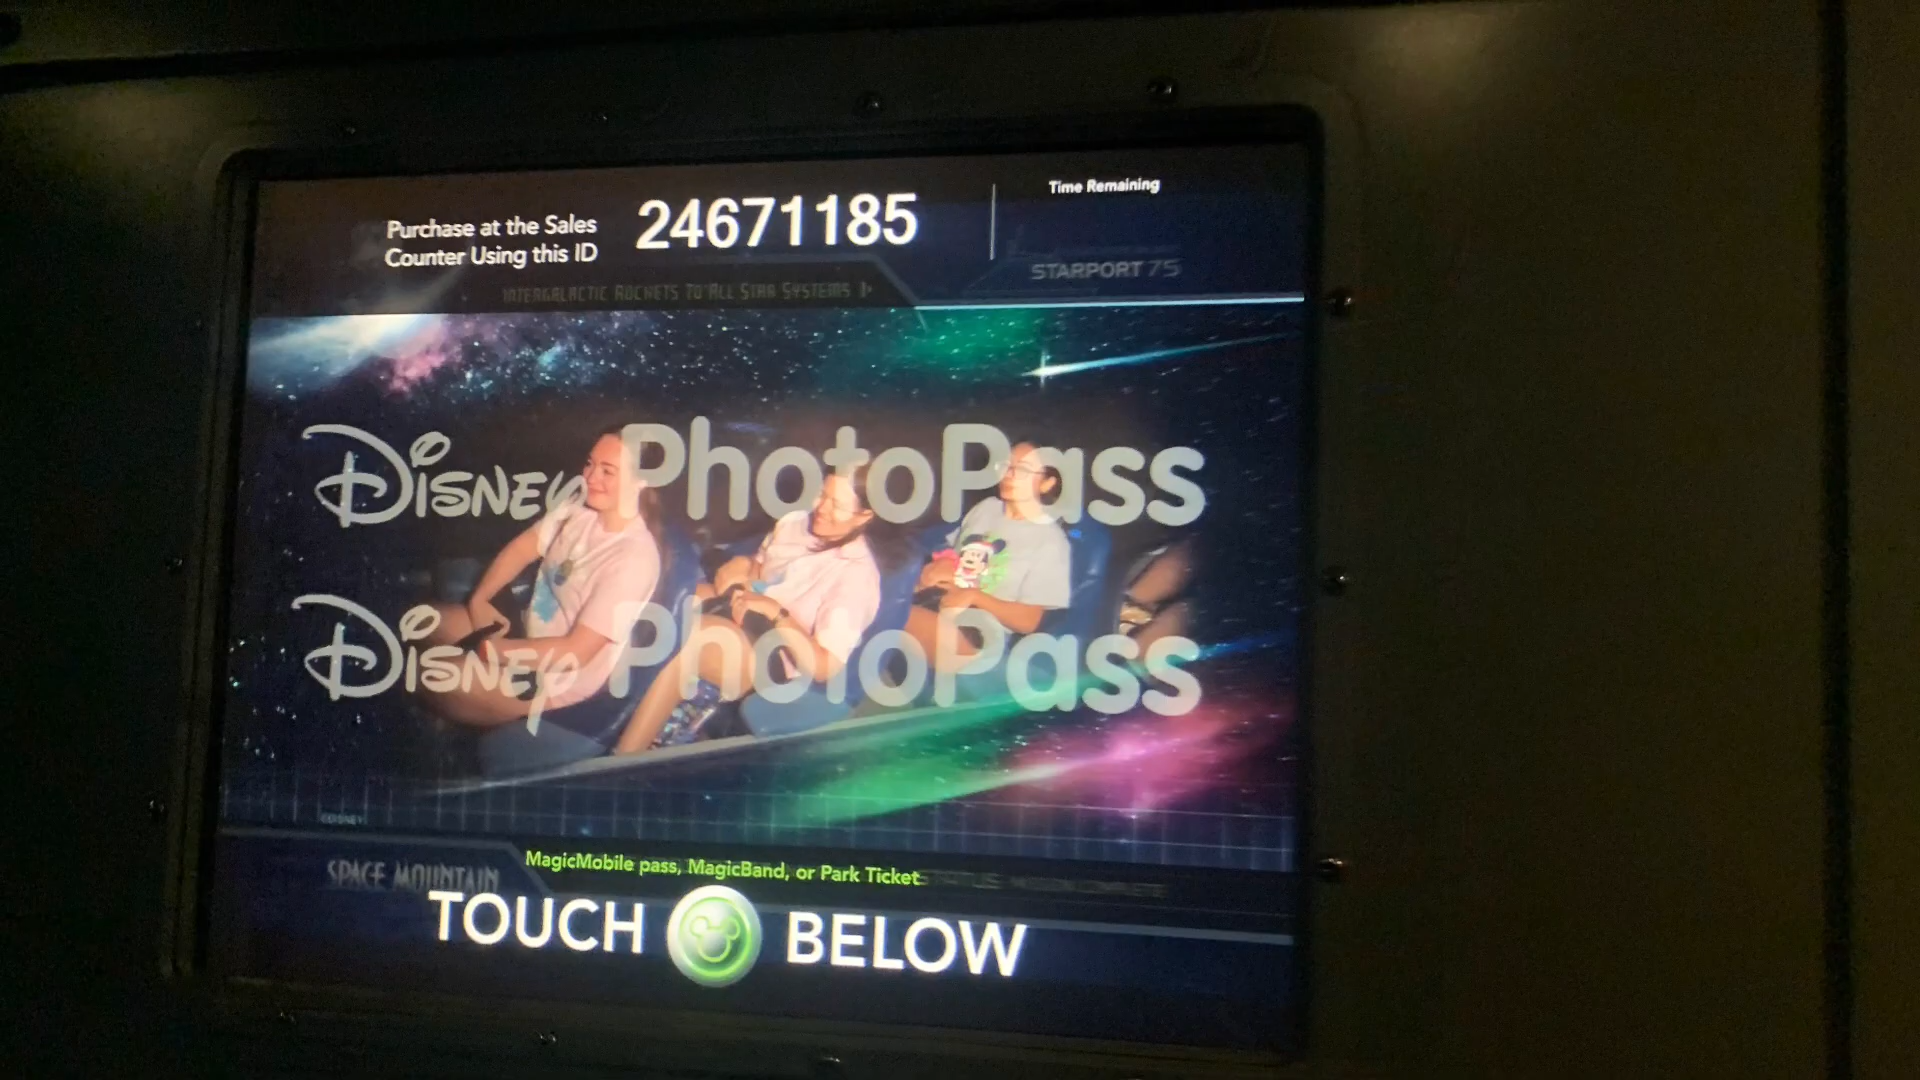 Time Remaining
Purchase at the Sales
Counter Using this ID
24671185
STARPORT 75
INTERGALACTIC ROCKETS TO ALL STAR SYSTEMS
Disney PhotoPass
Disney PhotoPass
©DISNEY
SPACE MOUNTAIN
MagicMobile pass, MagicBand, or Park Ticket
TOUCH BELOW